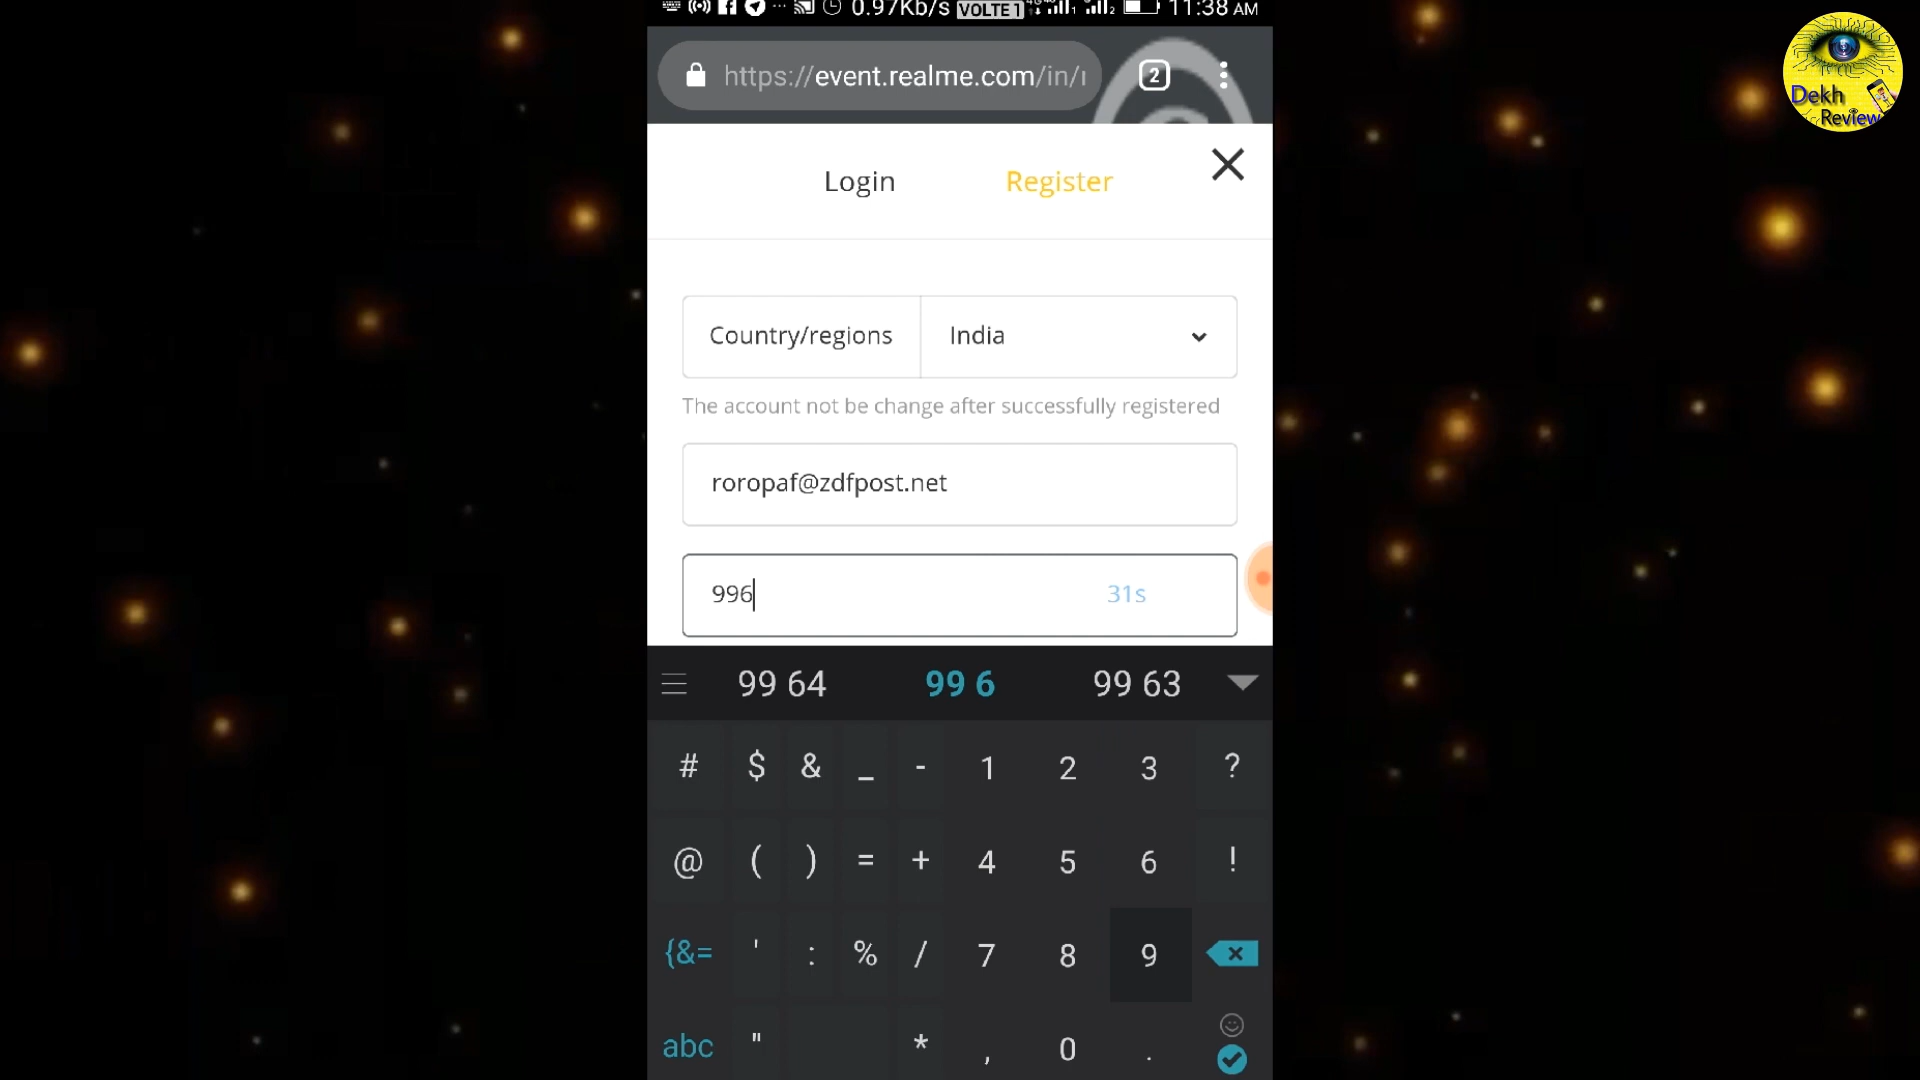 0.97Kb/s VOLTE 1 11:38 AM
https://event.realme.com/in/
2
Dekh
Review
Login Register
Country/regions India
The account not be change after successfully registered
roropaf@zdfpost.net
996 31s
99 64 99 6 99 63
# $ & _ - 1 2 3 ?
@ ( ) = + 4 5 6 !
{&= ' : % / 7 8 9
abc " * , 0 .